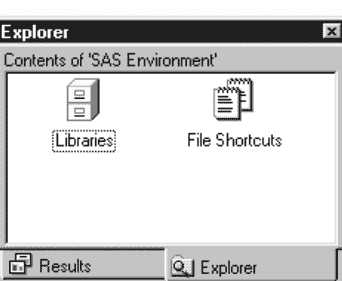 Explorer
Contents of 'SAS Environment'
Libraries
File Shortcuts
Results
Explorer